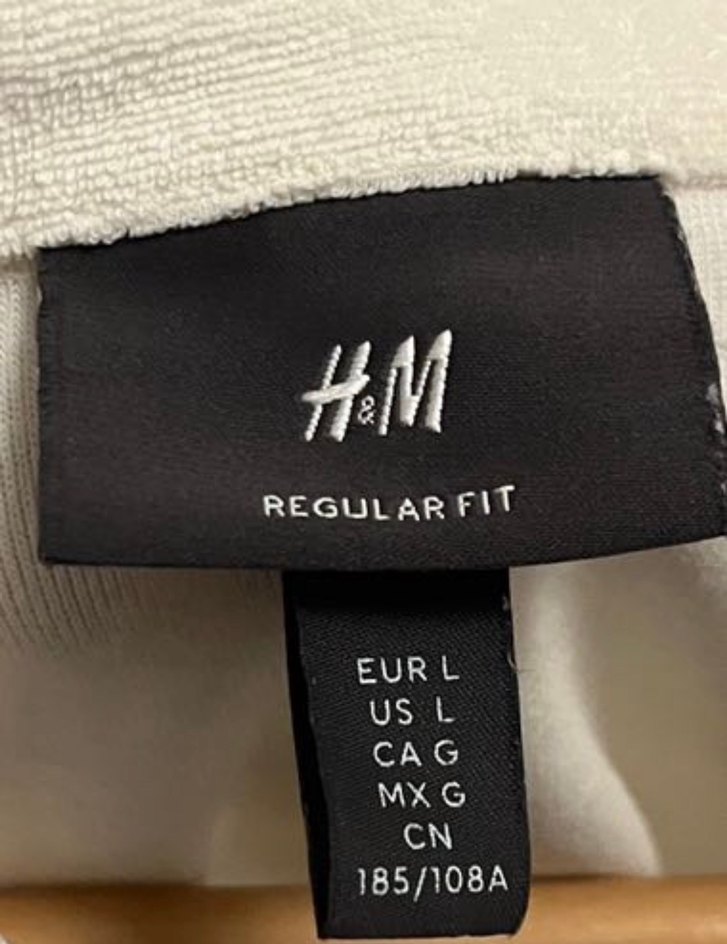 H&M
REGULAR FIT
EUR L
US L
CA G
MX G
CN
185/108A